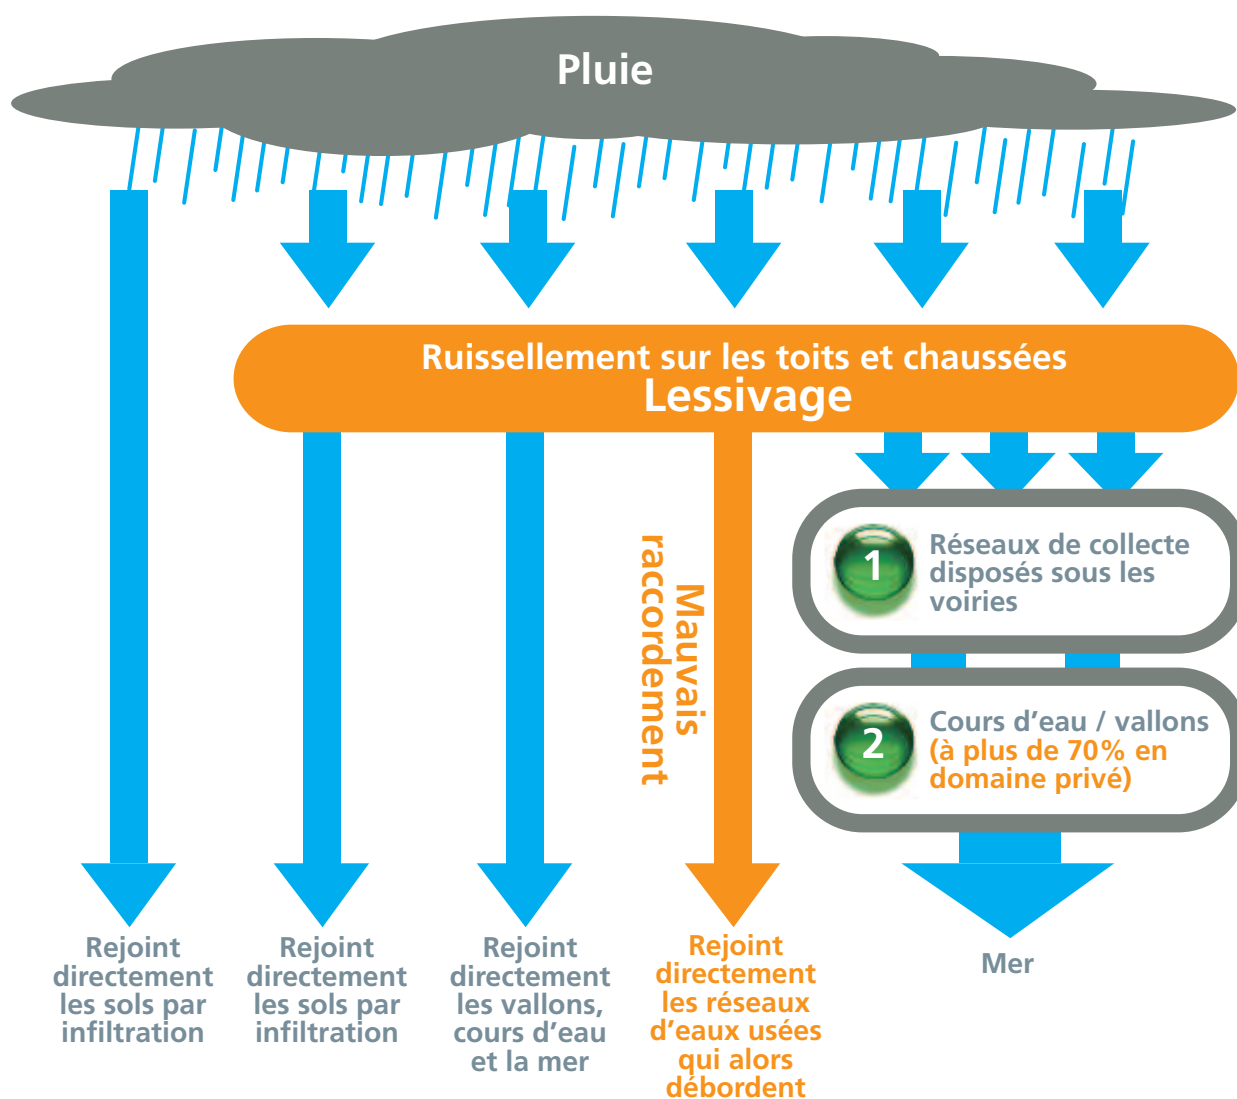 Pluie
Ruissellement sur les toits et chaussées
Lessivage
Mauvais
raccordement
1
Réseaux de collecte
disposés sous les
voiries
2
Cours d’eau / vallons
(à plus de 70% en
domaine privé)
Rejoint
directement
les sols par
infiltration
Rejoint
directement
les sols par
infiltration
Rejoint
directement
les vallons,
cours d’eau
et la mer
Rejoint
directement
les réseaux
d’eaux usées
qui alors
débordent
Mer